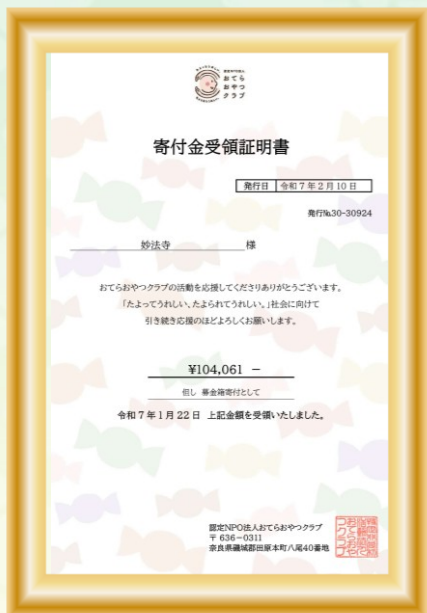 認定NPO法人
おてら
おやつ
クラブ
寄付金受領証明書
発行日 令和7年2月10日
発行№30-30924
妙法寺 様
おてらおやつクラブの活動を応援してくださりありがとうございます。
「たよってうれしい、たよられてうれしい。」社会に向けて
引き続き応援のほどよろしくお願いします。
¥104,061 −
但し 募金箱寄付として
令和7年1月22日 上記金額を受領いたしました。
認定NPO法人おてらおやつクラブ
〒 636-0311
奈良県磯城郡田原本町八尾40番地